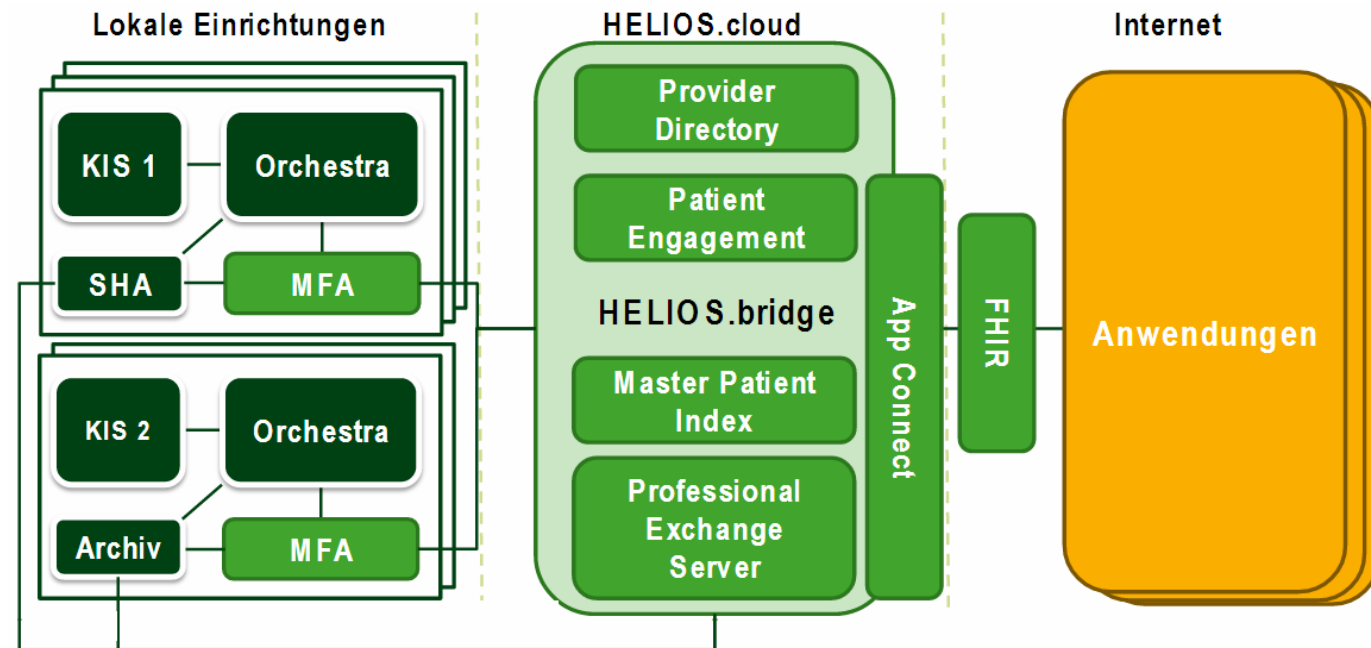 Lokale Einrichtungen
HELIOS.cloud
Internet
KIS 1
Orchestra
SHA
MFA
KIS 2
Orchestra
Archiv
MFA
Provider
Directory
Patient
Engagement
HELIOS.bridge
Master Patient
Index
Professional
Exchange
Server
App Connect
FHIR
Anwendungen